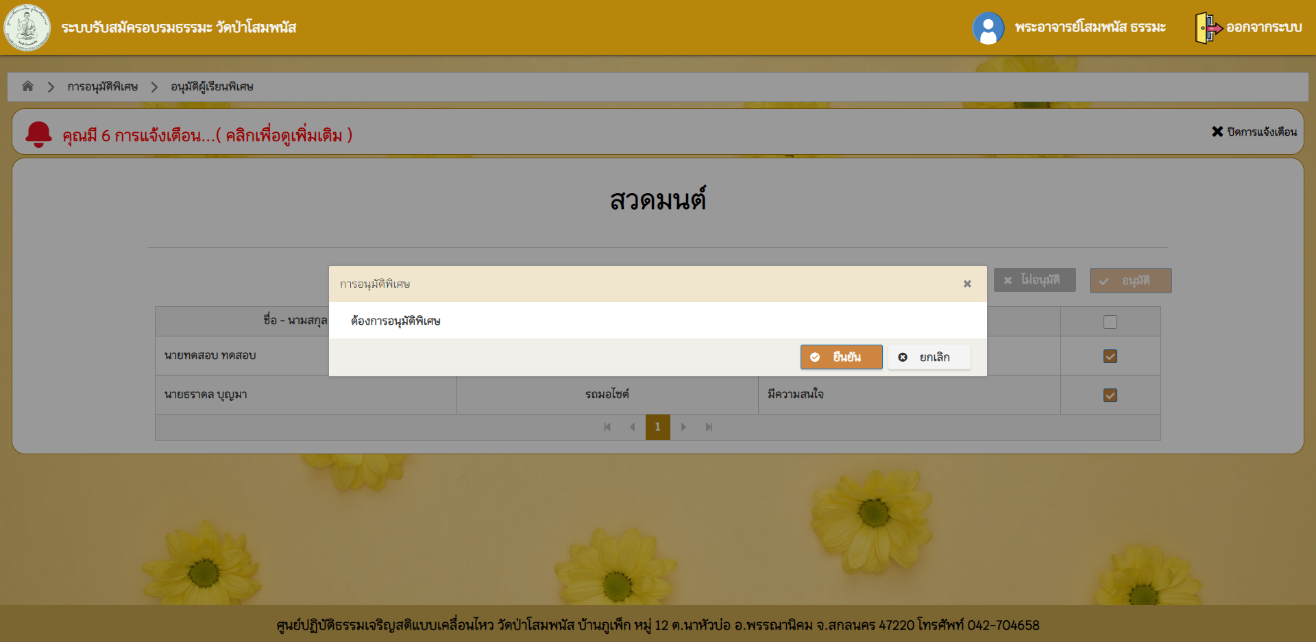 ระบบรับสมัครอบรมธรรมะ วัดป่าโสมพนัส
พระอาจารย์โสมพนัส ธรรมะ
ออกจากระบบ
การอนุมัติพิเศษ
อนุมัติผู้เรียนพิเศษ
คุณมี 6 การแจ้งเตือน...( คลิกเพื่อดูเพิ่มเติม )
ปิดการแจ้งเตือน
สวดมนต์
ไม่อนุมัติ
อนุมัติ
การอนุมัติพิเศษ
ต้องการอนุมัติพิเศษ
ยืนยัน
ยกเลิก
ชื่อ - นามสกุล
นายทดสอบ ทดสอบ
นายธราดล บุญมา รถมอไซต์ มีความสนใจ
1
ศูนย์ปฏิบัติธรรมเจริญสติแบบเคลื่อนไหว วัดป่าโสมพนัส บ้านภูเพ็ก หมู่ 12 ต.นาหัวบ่อ อ.พรรณานิคม จ.สกลนคร 47220 โทรศัพท์ 042-704658